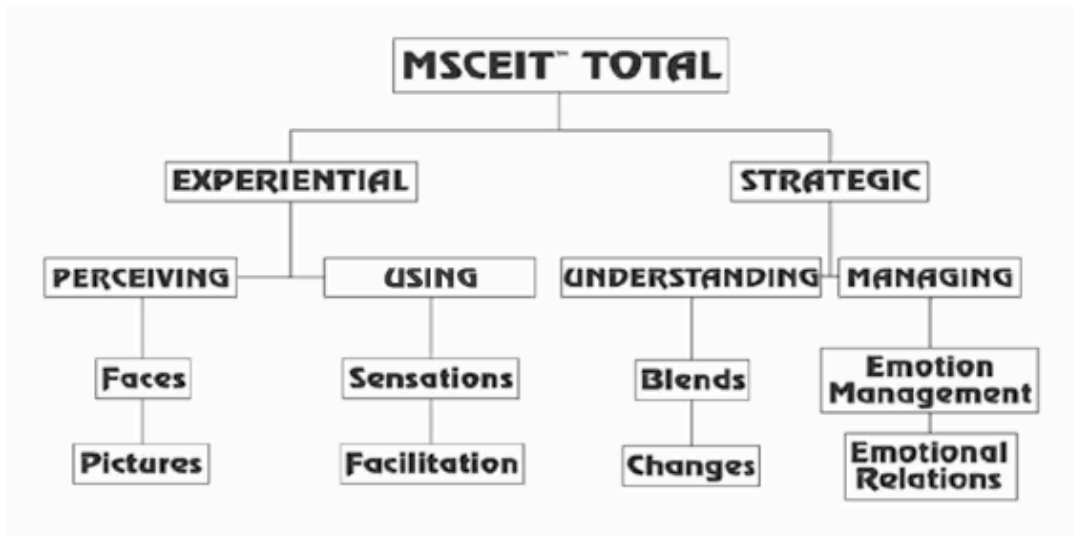 MSCEIT™ TOTAL
EXPERIENTIAL
STRATEGIC
PERCEIVING
USING
UNDERSTANDING
MANAGING
Faces
Sensations
Blends
Emotion
Management
Pictures
Facilitation
Changes
Emotional
Relations